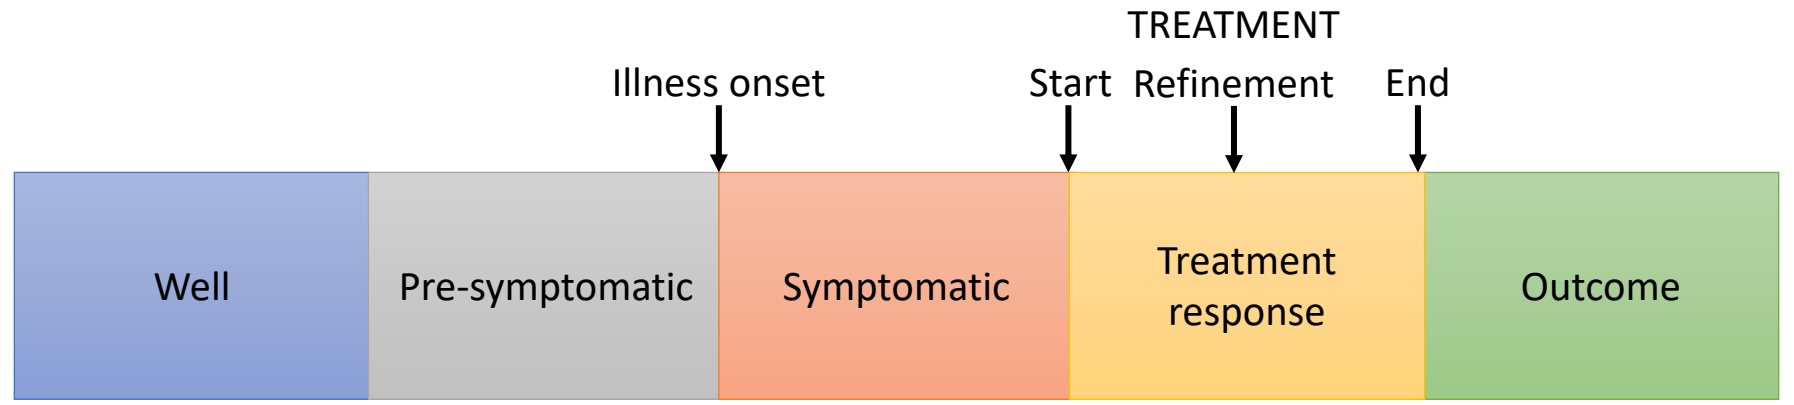 TREATMENT
Illness onset
Start
Refinement
End
Well
Pre-symptomatic
Symptomatic
Treatment
response
Outcome